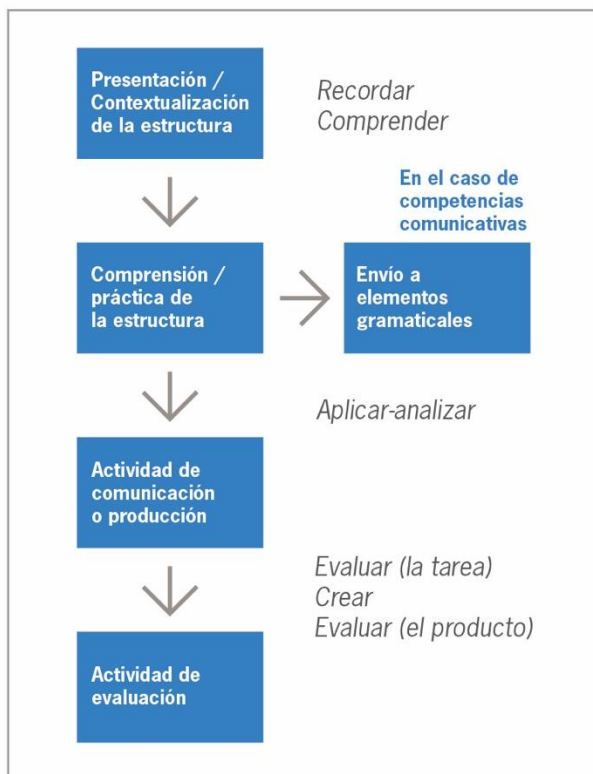 Presentación /
Contextualización
de la estructura
Recordar
Comprender
En el caso de
competencias
comunicativas
Comprensión /
práctica de
la estructura
Envío a
elementos
gramaticales
Aplicar-analizar
Actividad de
comunicación
o producción
Evaluar (la tarea)
Crear
Evaluar (el producto)
Actividad de
evaluación